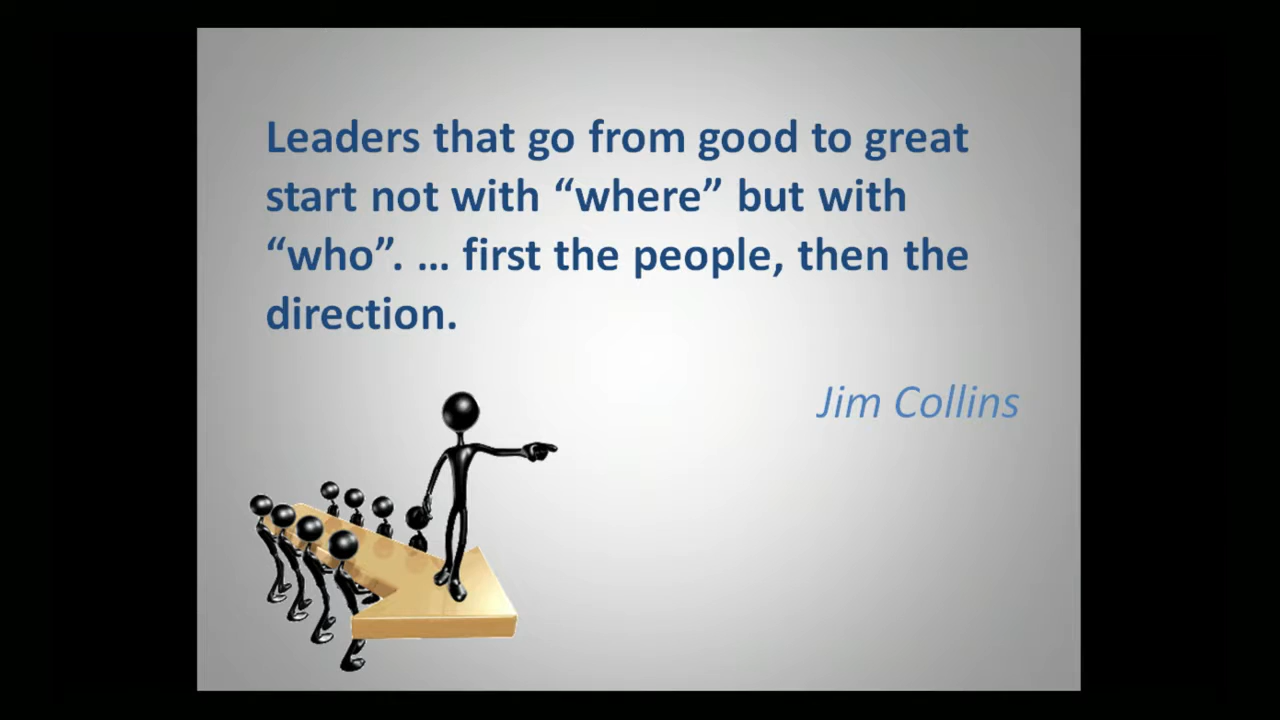 Leaders that go from good to great
start not with “where” but with
“who”. ... first the people, then the
direction.
Jim Collins